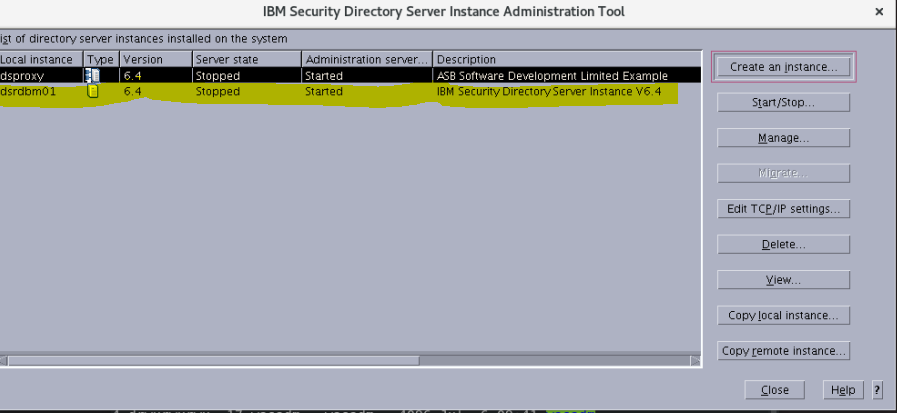 IBM Security Directory Server Instance Administration Tool
ist of directory server instances installed on the system
Local instance Type Version Server state Administration server... Description
dsproxy 6.4 Stopped Started ASB Software Development Limited Example
dsrdbm01 6.4 Stopped Started IBM Security Directory Server Instance V6.4
Create an instance...
Start/Stop...
Manage...
Migrate...
Edit TCP/IP settings...
Delete...
View...
Copy local instance...
Copy remote instance...
Close Help ?